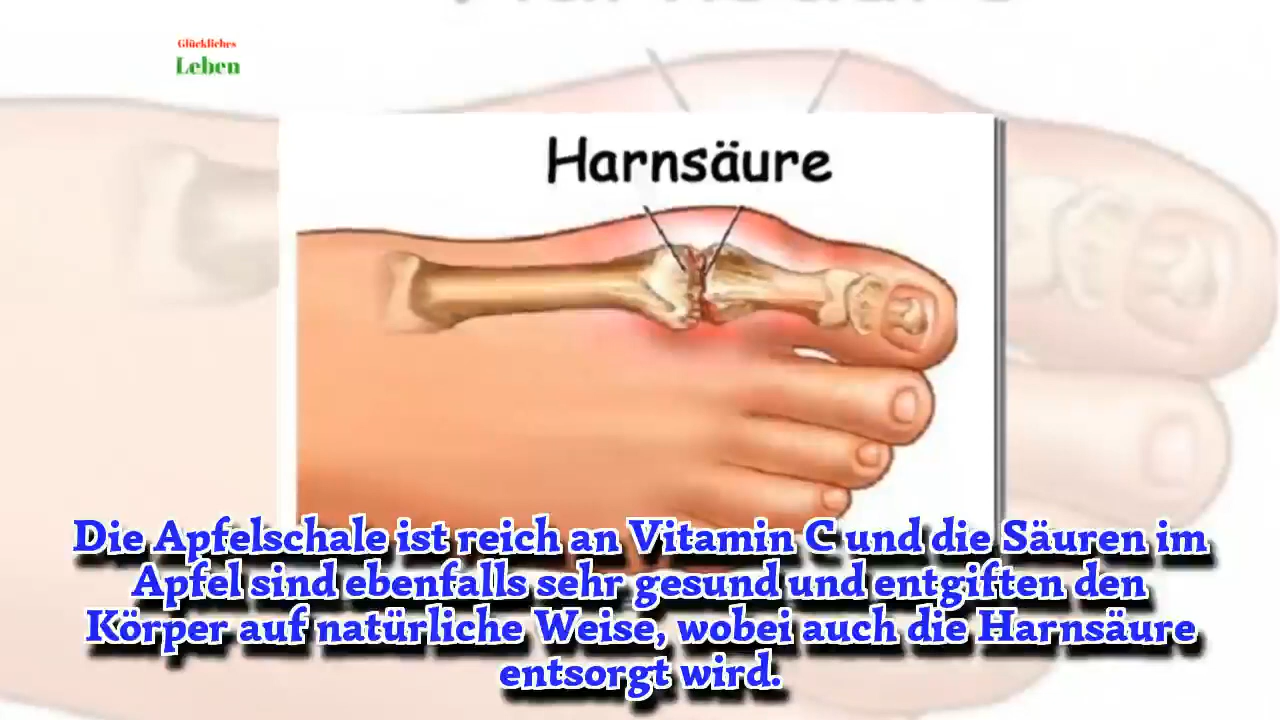 Glückliches
Leben
Harnsäure
Die Apfelschale ist reich an Vitamin C und die Säuren im
Apfel sind ebenfalls sehr gesund und entgiften den
Körper auf natürliche Weise, wobei auch die Harnsäure
entsorgt wird.